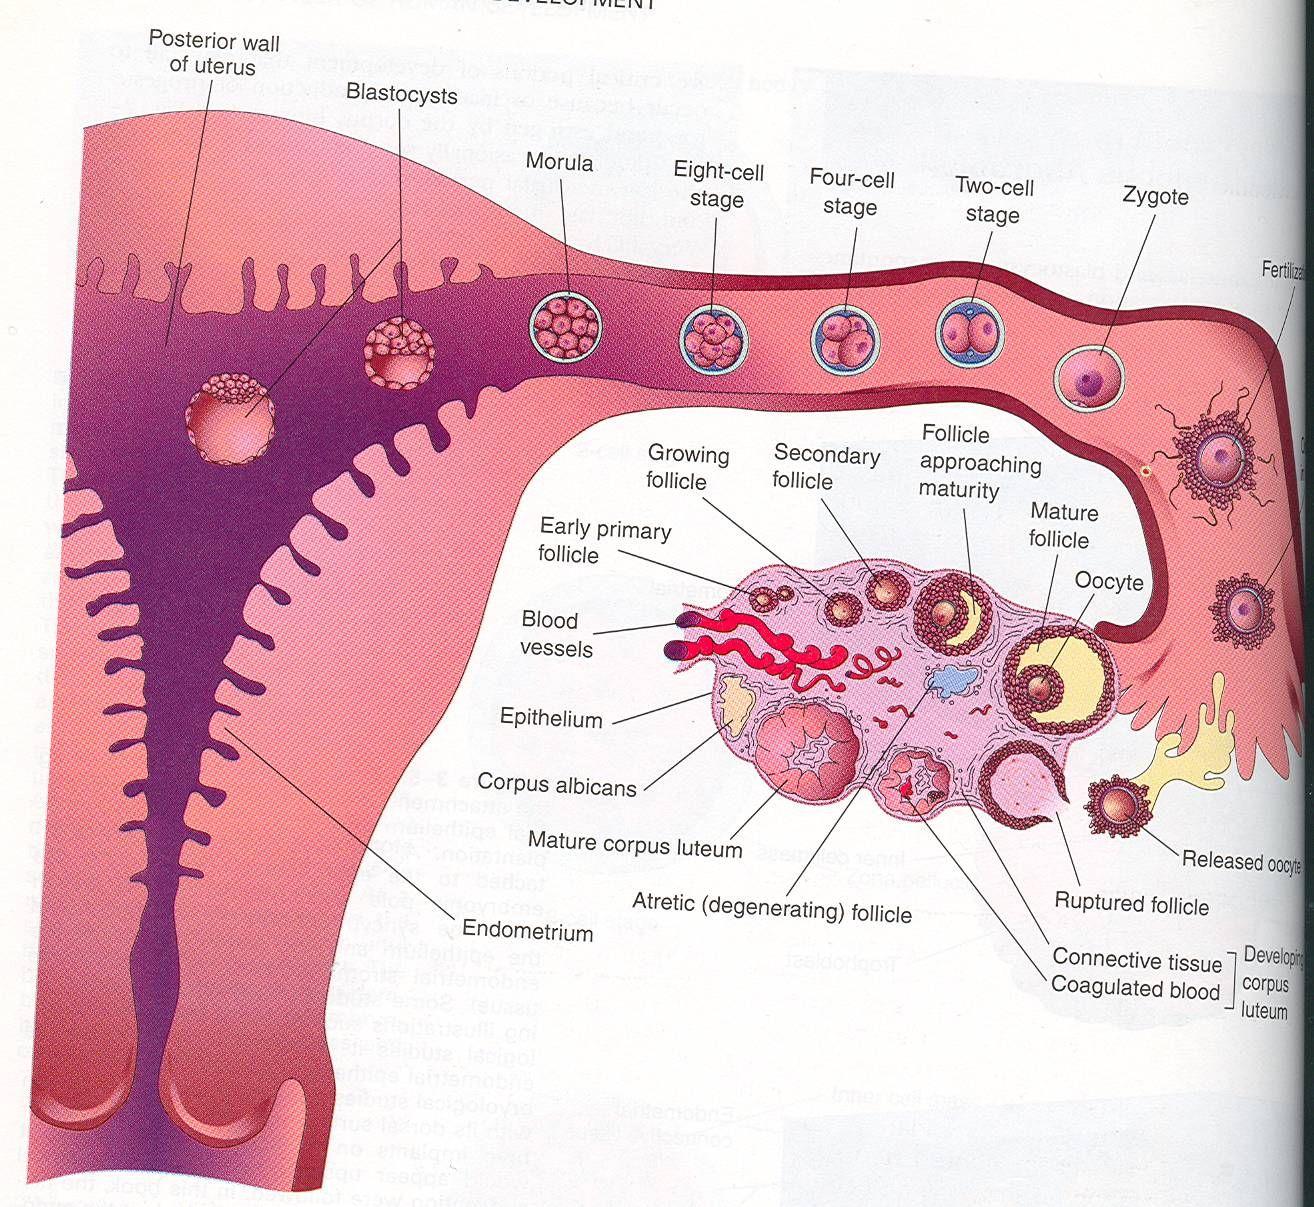 Posterior wall
of uterus
Blastocysts
Morula
Eight-cell
stage
Four-cell
stage
Two-cell
stage
Zygote
Growing
follicle
Secondary
follicle
Follicle
approaching
maturity
Mature
follicle
Oocyte
Early primary
follicle
Blood
vessels
Epithelium
Corpus albicans
Mature corpus luteum
Atretic (degenerating) follicle
Endometrium
Released oocyte
Ruptured follicle
Connective tissue
Coagulated blood
corpus
luteum